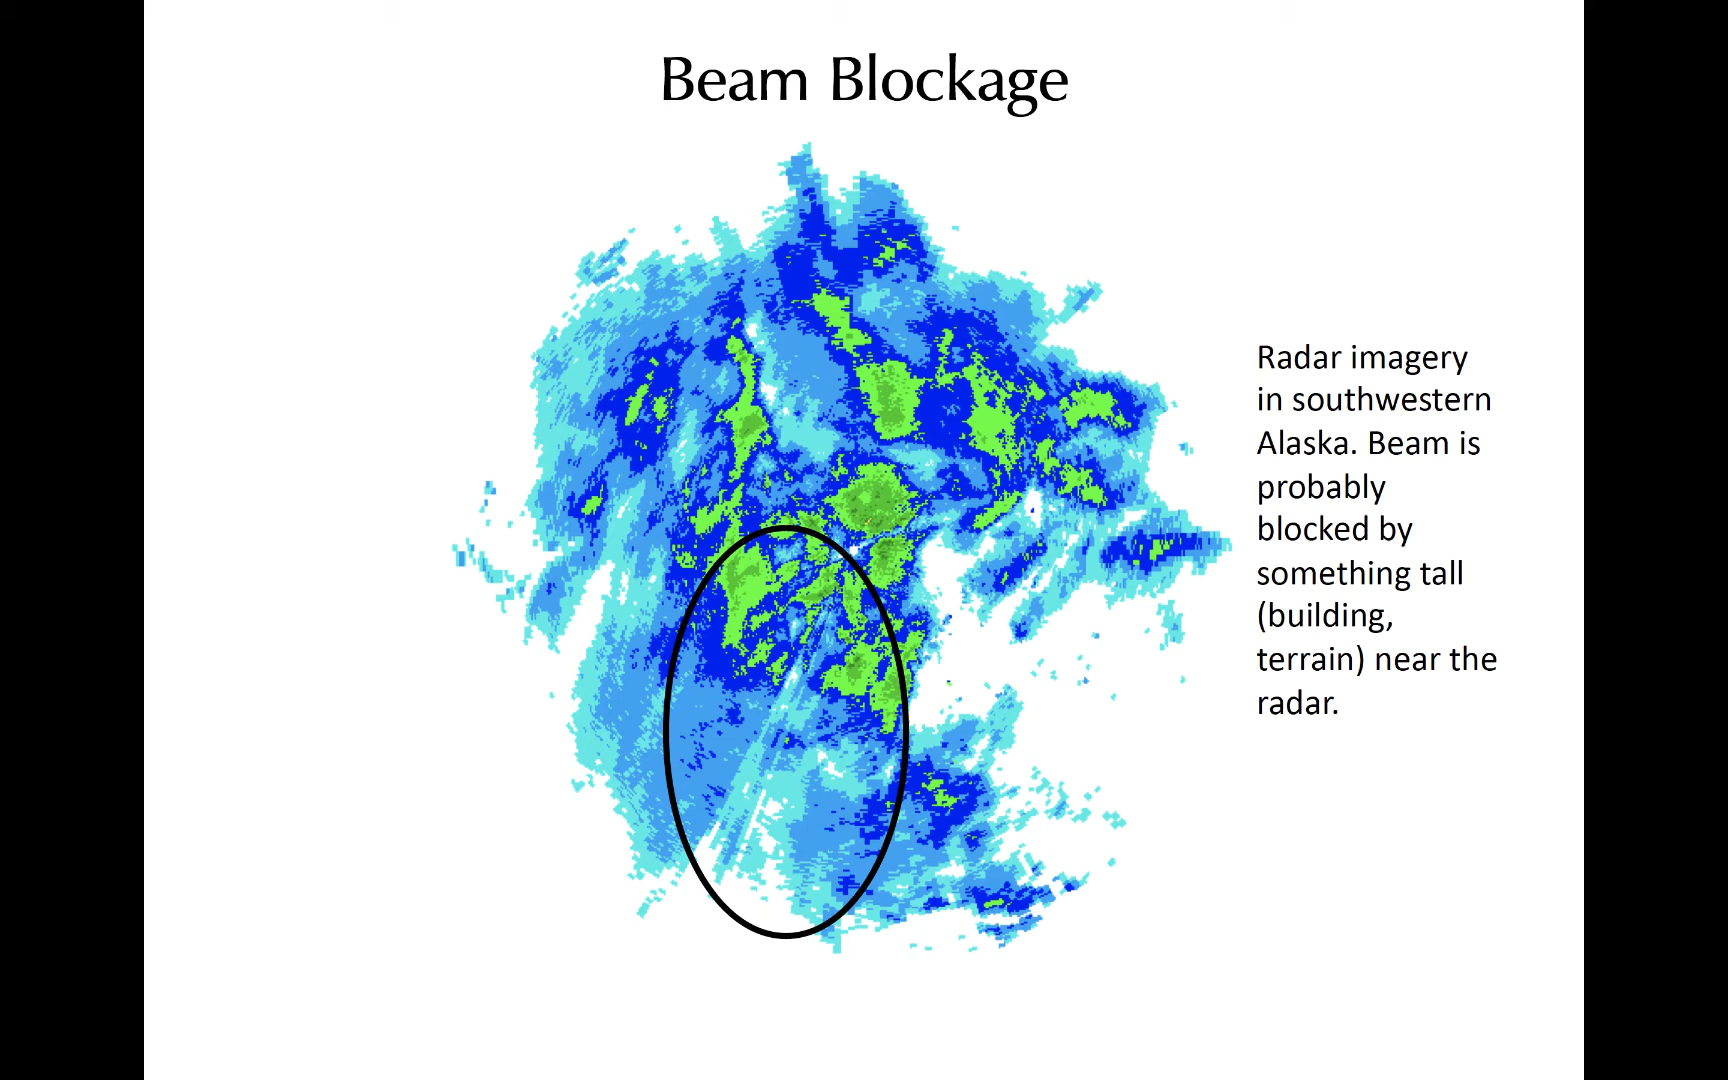 Beam Blockage
Radar imagery
in southwestern
Alaska. Beam is
probably
blocked by
something tall
(building,
terrain) near the
radar.